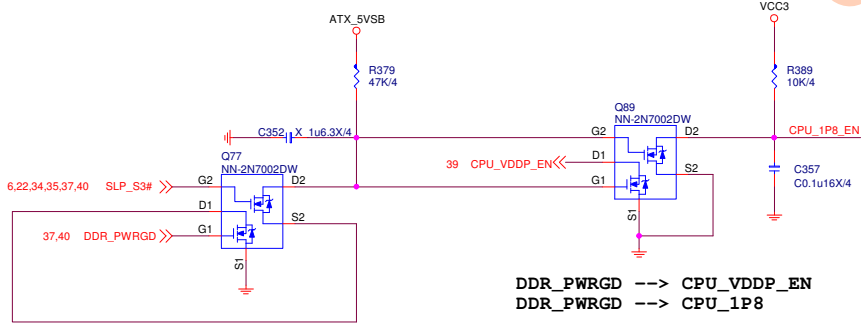 VCC3
ATX_5VSB
R379
47K/4
R389
10K/4
Q89
NN-2N7002DW
C352 X_1u6.3X/4
G2
D2
CPU_1P8_EN
Q77
NN-2N7002DW
39 CPU_VDDP_EN
D1
S2
C357
C0.1u16X/4
6,22,34,35,37,40 SLP_S3#
G2
D2
G1
D1
S2
S1
37,40 DDR_PWRGD
G1
S1
DDR_PWRGD --> CPU_VDDP_EN
DDR_PWRGD --> CPU_1P8